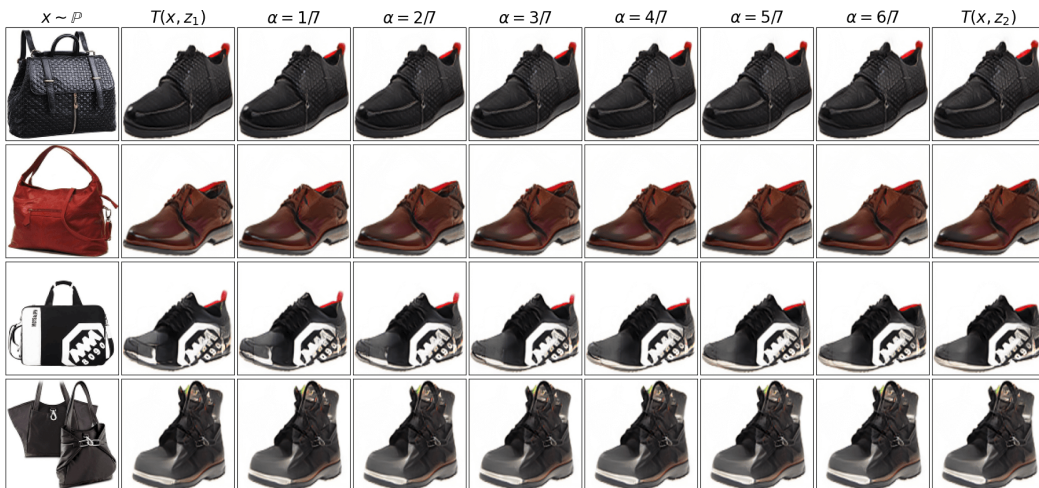 x ∼ ℙ T(x, z₁) α = 1/7 α = 2/7 α = 3/7 α = 4/7 α = 5/7 α = 6/7 T(x, z₂)